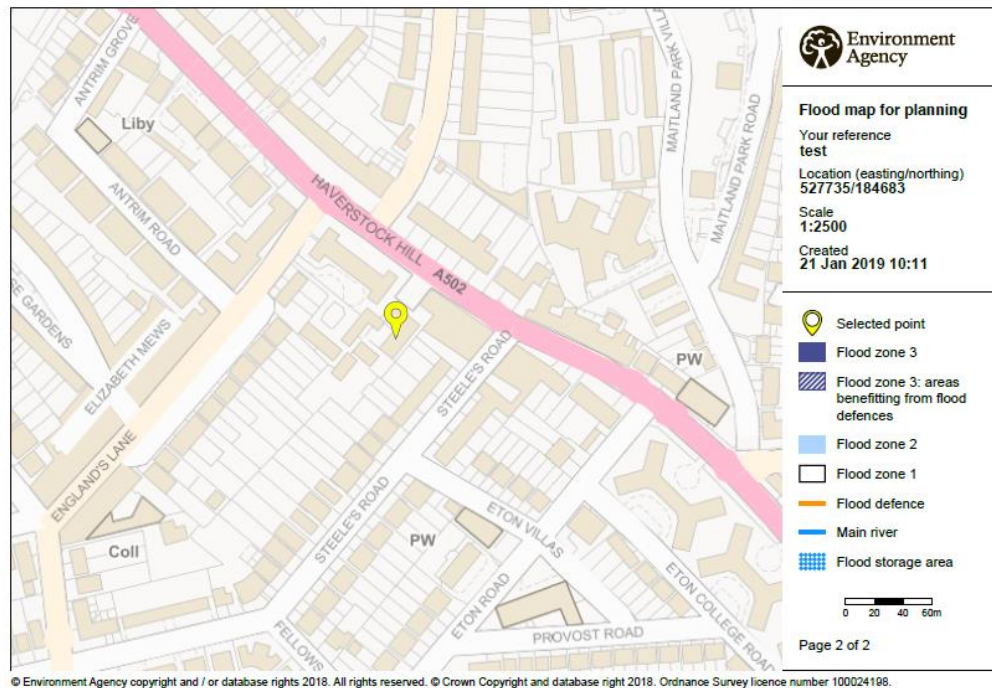 ANTRIM GROVE
Liby
ANTRIM ROAD
HAVERSTOCK HILL
A502
MAITLAND PARK VILL
MAITLAND PARK ROAD
EE GARDENS
ELIZABETH MEWS
ENGLAND'S LANE
STEELE'S ROAD
PW
Coll
STEELE'S ROAD
PW
ETON VILLAS
FELLOWS
ETON ROAD
ETON COLLEGE ROAD
PROVOST ROAD
Environment
Agency
Flood map for planning
Your reference
test
Location (easting/northing)
527735/184683
Scale
1:2500
Created
21 Jan 2019 10:11
Selected point
Flood zone 3
Flood zone 3: areas
benefitting from flood
defences
Flood zone 2
Flood zone 1
Flood defence
Main river
Flood storage area
0 20 40 60m
Page 2 of 2
© Environment Agency copyright and / or database rights 2018. All rights reserved. © Crown Copyright and database right 2018. Ordnance Survey licence number 100024198.